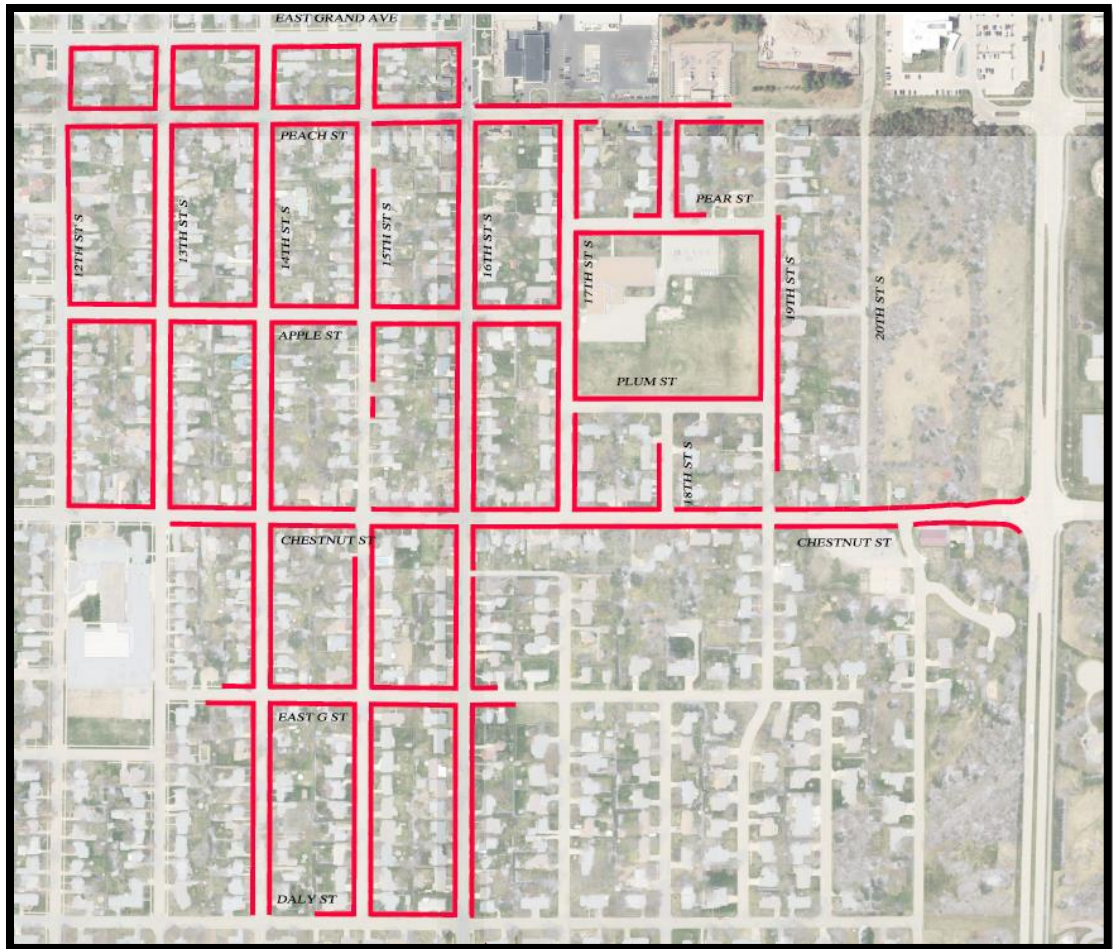 EAST GRAND AVE
PEACH ST
PEAR ST
12TH ST S
13TH ST S
14TH ST S
15TH ST S
16TH ST S
17TH ST S
19TH ST S
20TH ST S
APPLE ST
PLUM ST
18TH ST S
CHESTNUT ST
CHESTNUT ST
EAST G ST
DALY ST